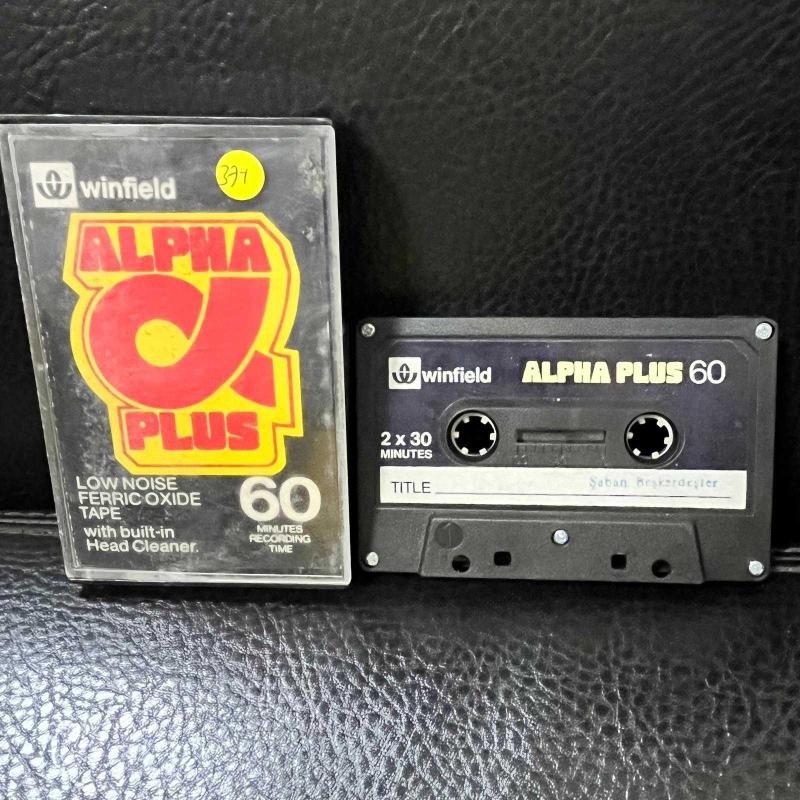 winfield
374
ALPHA
PLUS
LOW NOISE
FERRIC OXIDE
TAPE
with built-in
Head Cleaner.
60
MINUTES
RECORDING
TIME
winfield
ALPHA PLUS 60
2 x 30
MINUTES
TITLE
Şaban Beşkardeşler